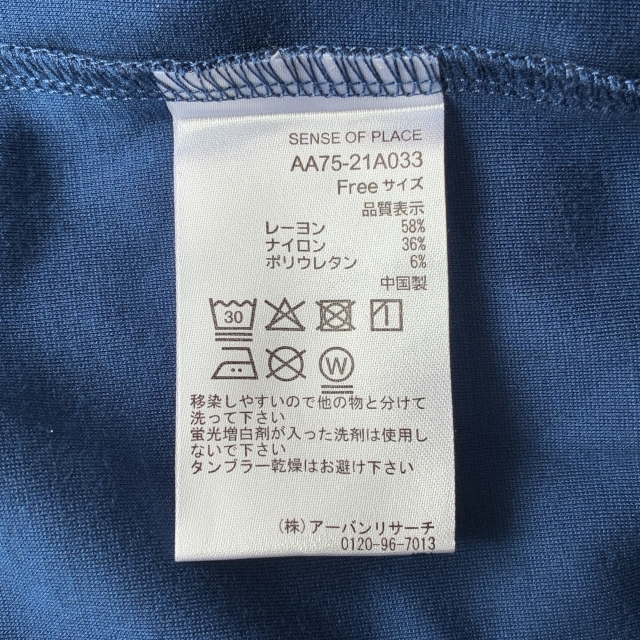 SENSE OF PLACE
AA75-21A033
Freeサイズ
品質表示
レーヨン 58%
ナイロン 36%
ポリウレタン 6%
中国製
30
W
移染しやすいので他の物と分けて
洗って下さい
蛍光増白剤が入った洗剤は使用し
ないで下さい
タンブラー乾燥はお避け下さい
(株)アーバンリサーチ
0120-96-7013